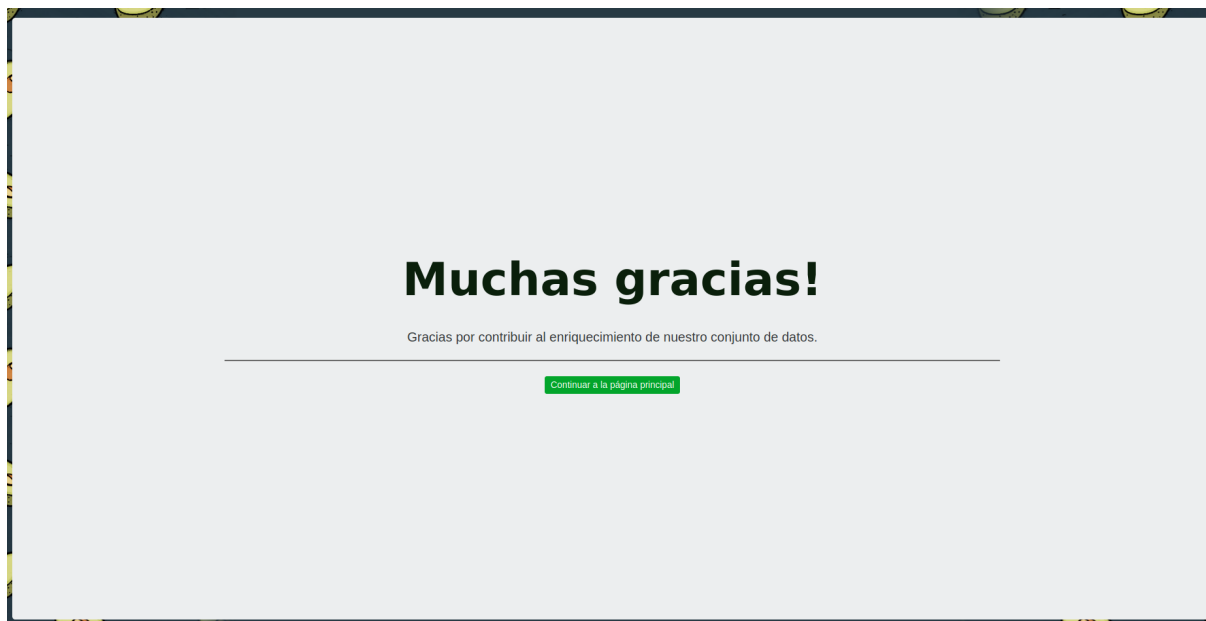 Muchas gracias!
Gracias por contribuir al enriquecimiento de nuestro conjunto de datos.
Continuar a la página principal